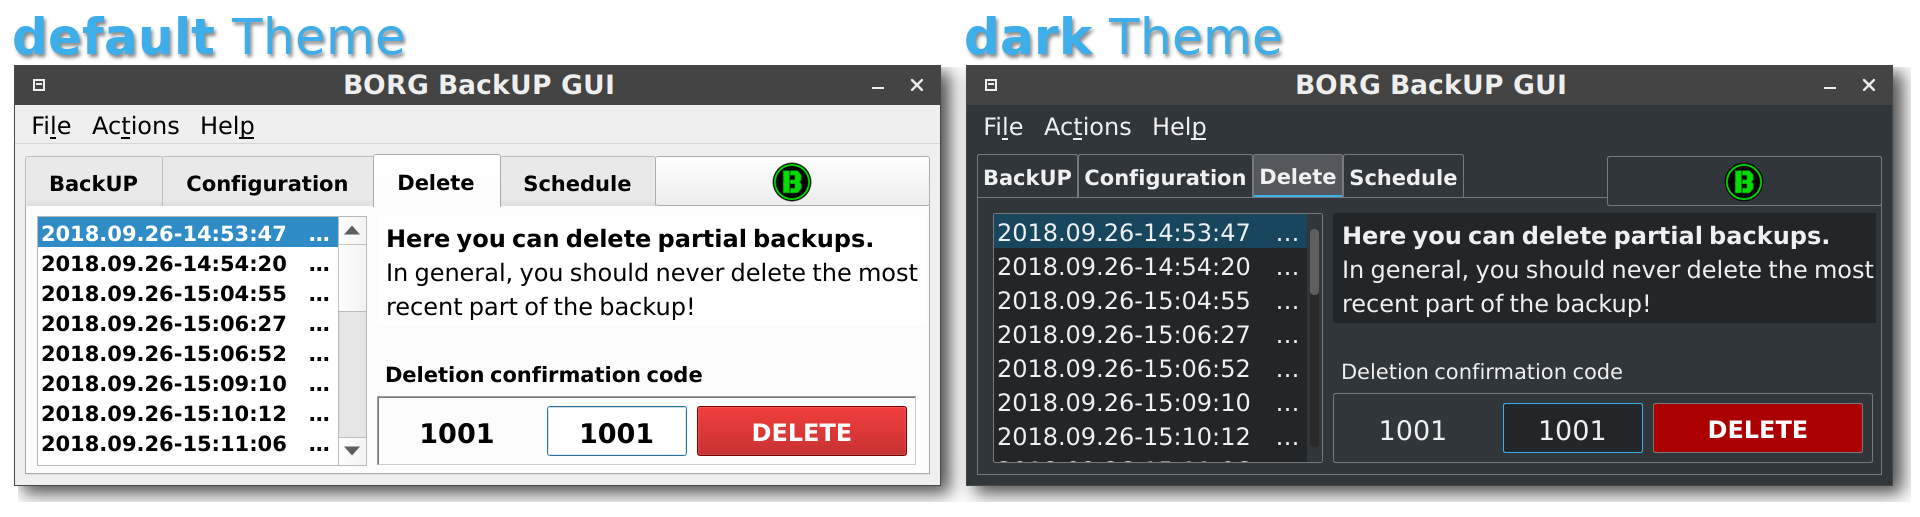 default Theme
BORG BackUP GUI
File Actions Help
BackUP Configuration Delete Schedule B
2018.09.26-14:53:47 ...
2018.09.26-14:54:20 ...
2018.09.26-15:04:55 ...
2018.09.26-15:06:27 ...
2018.09.26-15:06:52 ...
2018.09.26-15:09:10 ...
2018.09.26-15:10:12 ...
2018.09.26-15:11:06 ...
Here you can delete partial backups.
In general, you should never delete the most
recent part of the backup!
Deletion confirmation code
1001 1001 DELETE
dark Theme
BORG BackUP GUI
File Actions Help
BackUP Configuration Delete Schedule B
2018.09.26-14:53:47 ...
2018.09.26-14:54:20 ...
2018.09.26-15:04:55 ...
2018.09.26-15:06:27 ...
2018.09.26-15:06:52 ...
2018.09.26-15:09:10 ...
2018.09.26-15:10:12 ...
Here you can delete partial backups.
In general, you should never delete the most
recent part of the backup!
Deletion confirmation code
1001 1001 DELETE